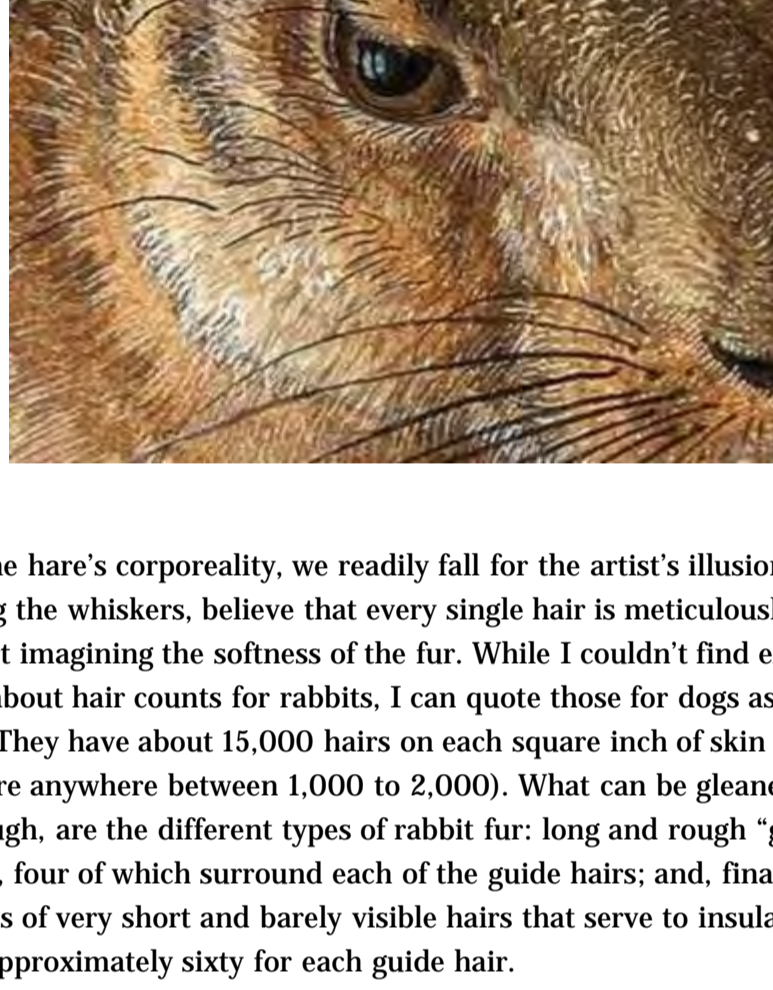 he hare’s corporeality, we readily fall for the artist’s illusion
g the whiskers, believe that every single hair is meticulousl
t imagining the softness of the fur. While I couldn’t find e
about hair counts for rabbits, I can quote those for dogs as
They have about 15,000 hairs on each square inch of skin
re anywhere between 1,000 to 2,000). What can be gleane
ugh, are the different types of rabbit fur: long and rough “g
, four of which surround each of the guide hairs; and, fina
s of very short and barely visible hairs that serve to insula
pproximately sixty for each guide hair.